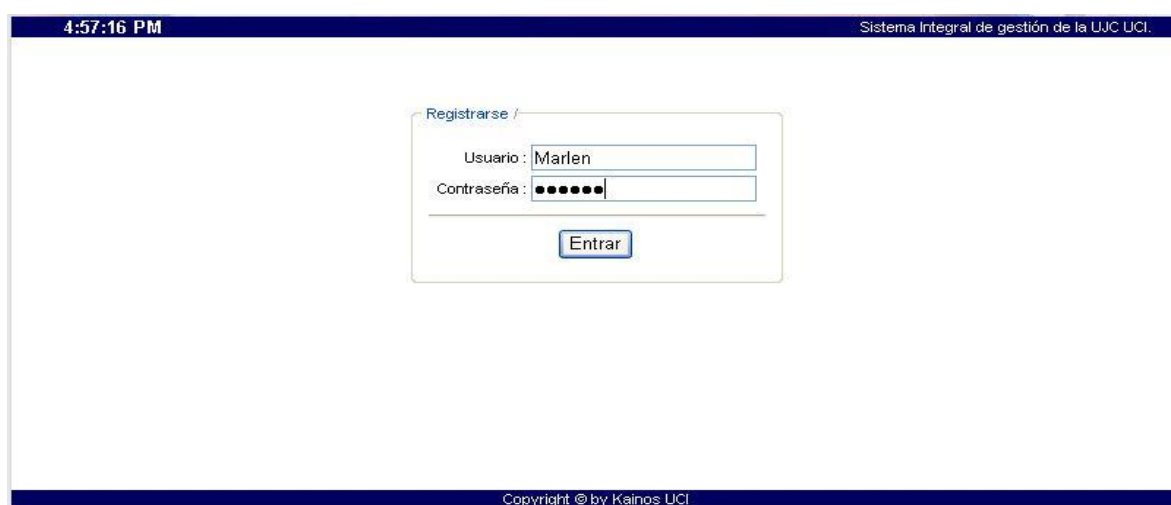 4:57:16 PM Sistema Integral de gestión de la UJC UCI.
Registrarse /
Usuario : Marlen
Contraseña : ●●●●●●
Entrar
Copyright © by Kainos UCI